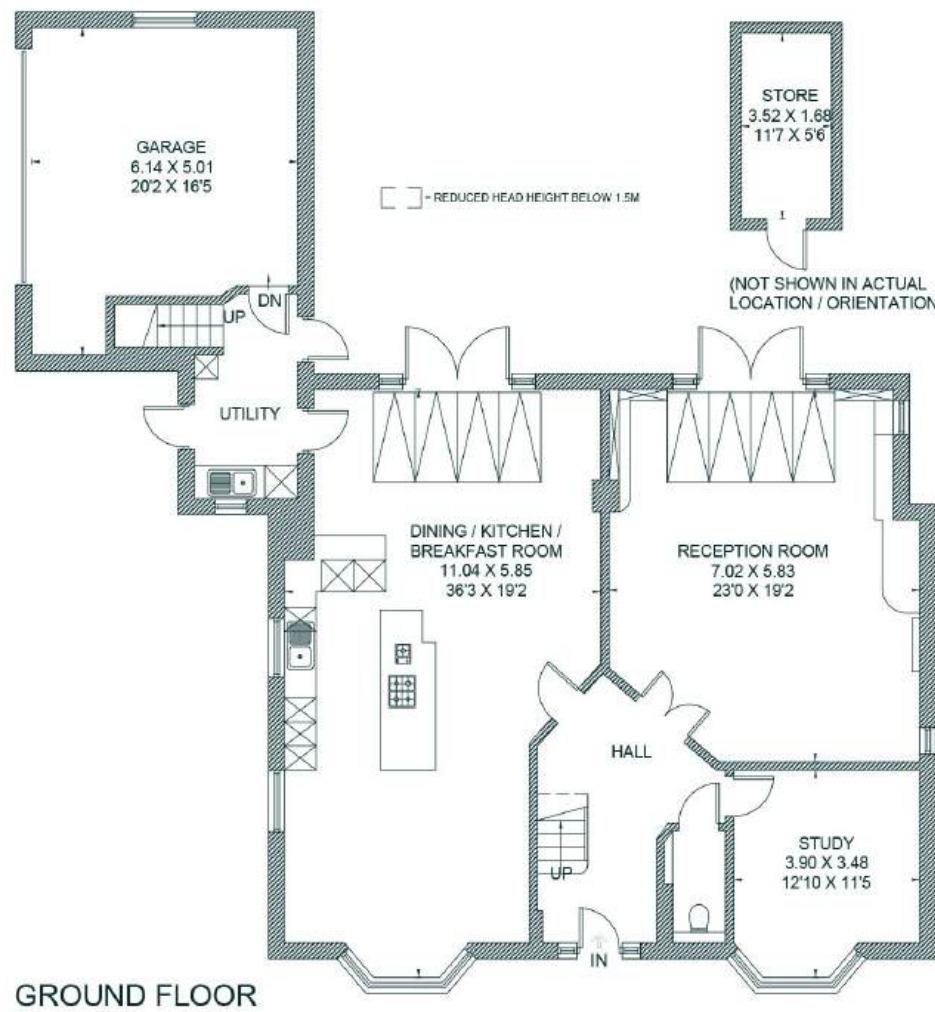 STORE
3.52 X 1.68
11'7 X 5'6
GARAGE
6.14 X 5.01
20'2 X 16'5
= REDUCED HEAD HEIGHT BELOW 1.5M
(NOT SHOWN IN ACTUAL
LOCATION / ORIENTATION
DN
UP
UTILITY
DINING / KITCHEN /
BREAKFAST ROOM
11.04 X 5.85
36'3 X 19'2
RECEPTION ROOM
7.02 X 5.83
23'0 X 19'2
HALL
STUDY
3.90 X 3.48
12'10 X 11'5
UP
IN
GROUND FLOOR